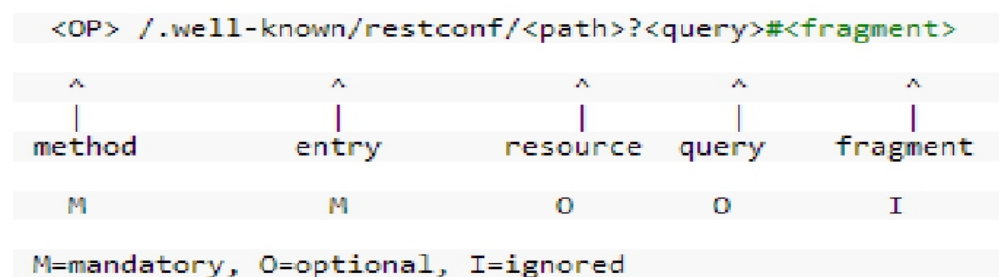 <OP> /.well-known/restconf/<path>?<query>#<fragment>
^ ^ ^ ^ ^
| | | | |
method entry resource query fragment
M M O O I
M=mandatory, O=optional, I=ignored